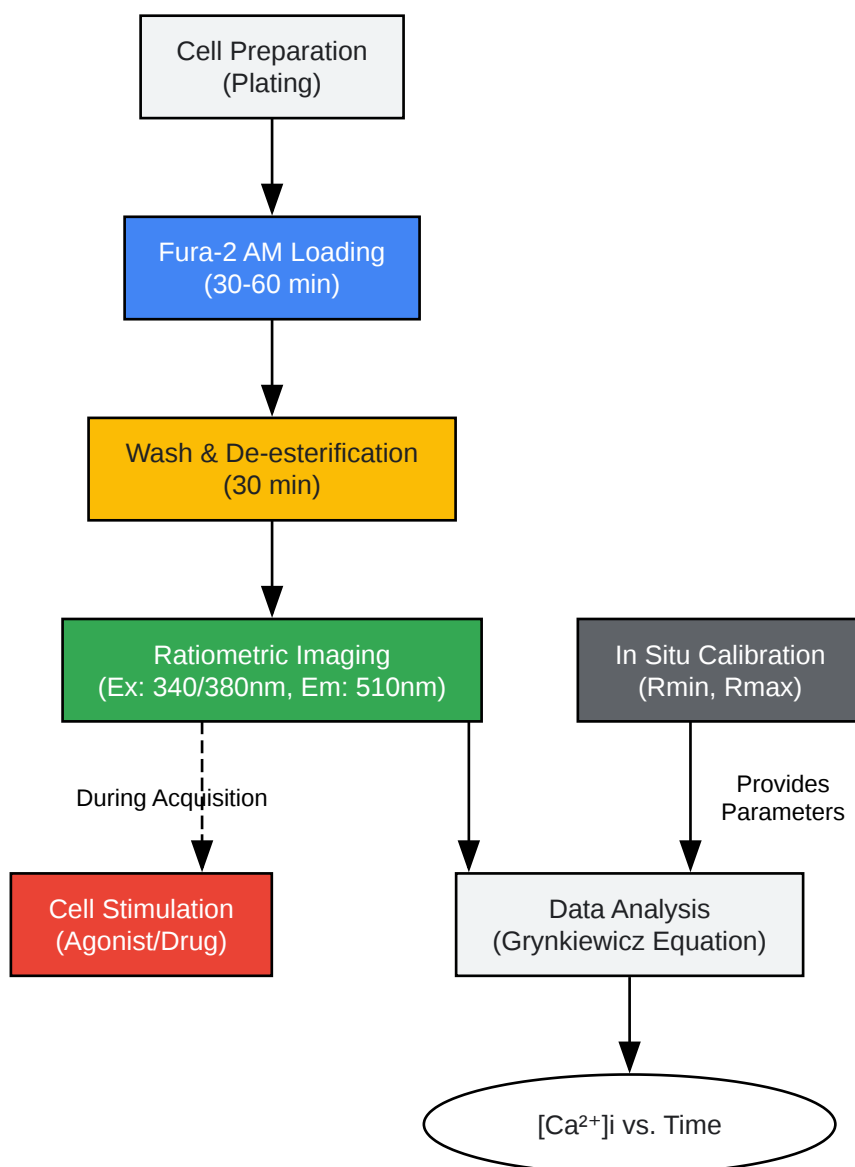 Cell Preparation
(Plating)
Fura-2 AM Loading
(30-60 min)
Wash & De-esterification
(30 min)
Ratiometric Imaging
(Ex: 340/380nm, Em: 510nm)
In Situ Calibration
(Rmin, Rmax)
During Acquisition
Provides
Parameters
Cell Stimulation
(Agonist/Drug)
Data Analysis
(Grynkiewicz Equation)
[Ca²⁺]i vs. Time